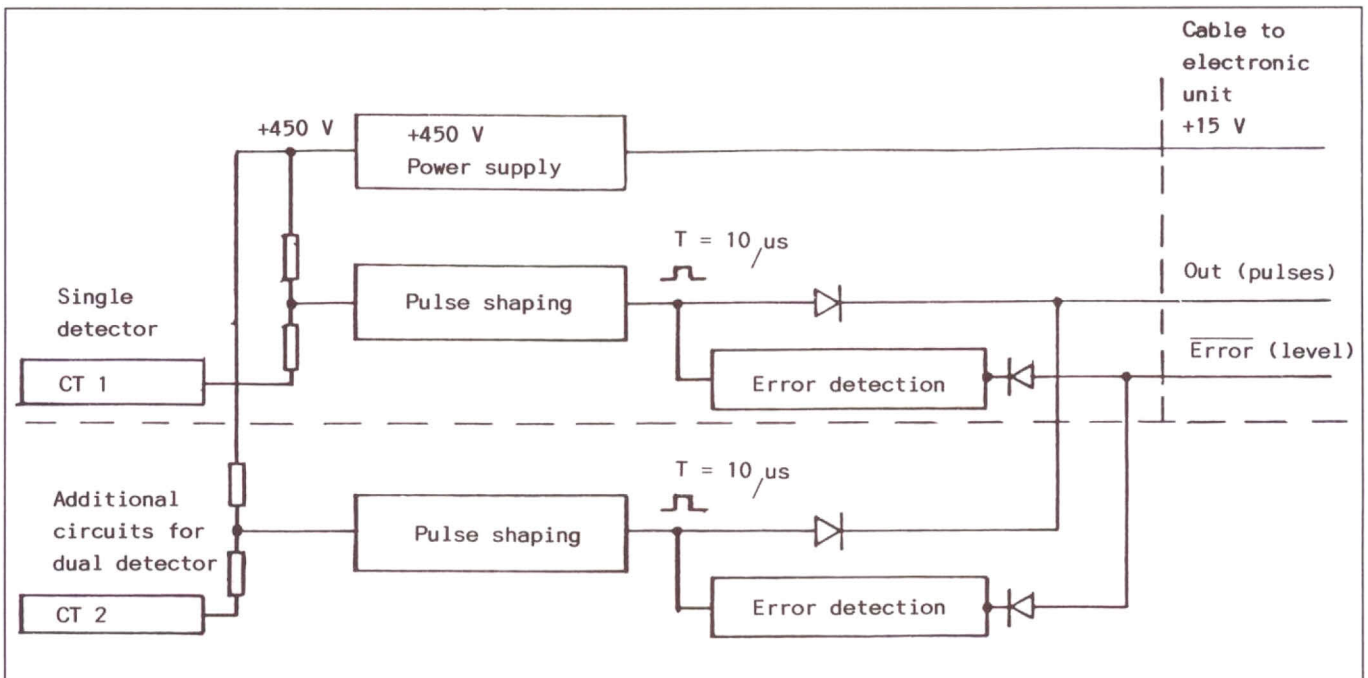 Cable to
electronic
unit
+15 V
+450 V
+450 V
Power supply
T = 10 /us
Out (pulses)
Single
detector
Pulse shaping
Error (level)
CT 1
Error detection
T = 10 /us
Additional
circuits for
dual detector
Pulse shaping
CT 2
Error detection